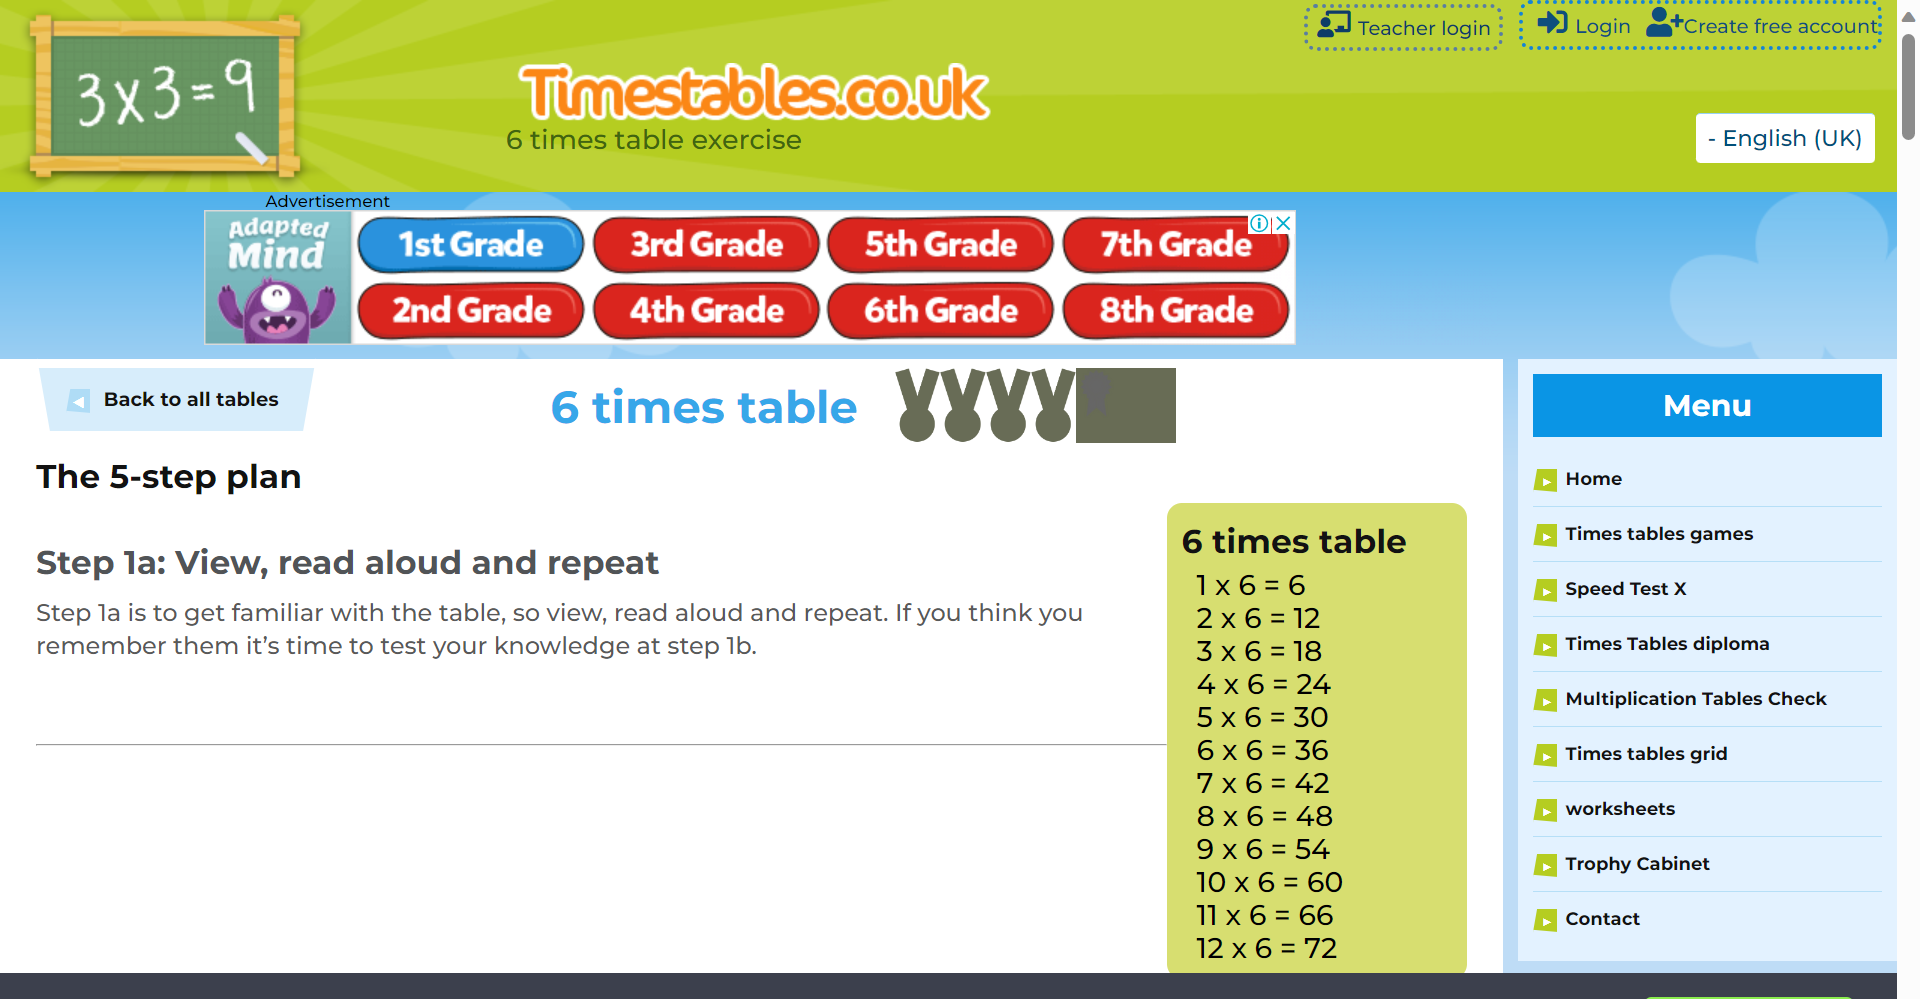 3x3=9
Teacher login
Login
Create free account
Timestables.co.uk
6 times table exercise
- English (UK)
Advertisement
Adapted
Mind
1st Grade
3rd Grade
5th Grade
7th Grade
2nd Grade
4th Grade
6th Grade
8th Grade
Back to all tables
6 times table
The 5-step plan
Step 1a: View, read aloud and repeat
Step 1a is to get familiar with the table, so view, read aloud and repeat. If you think you
remember them it’s time to test your knowledge at step 1b.
6 times table
1 x 6 = 6
2 x 6 = 12
3 x 6 = 18
4 x 6 = 24
5 x 6 = 30
6 x 6 = 36
7 x 6 = 42
8 x 6 = 48
9 x 6 = 54
10 x 6 = 60
11 x 6 = 66
12 x 6 = 72
Menu
Home
Times tables games
Speed Test X
Times Tables diploma
Multiplication Tables Check
Times tables grid
worksheets
Trophy Cabinet
Contact